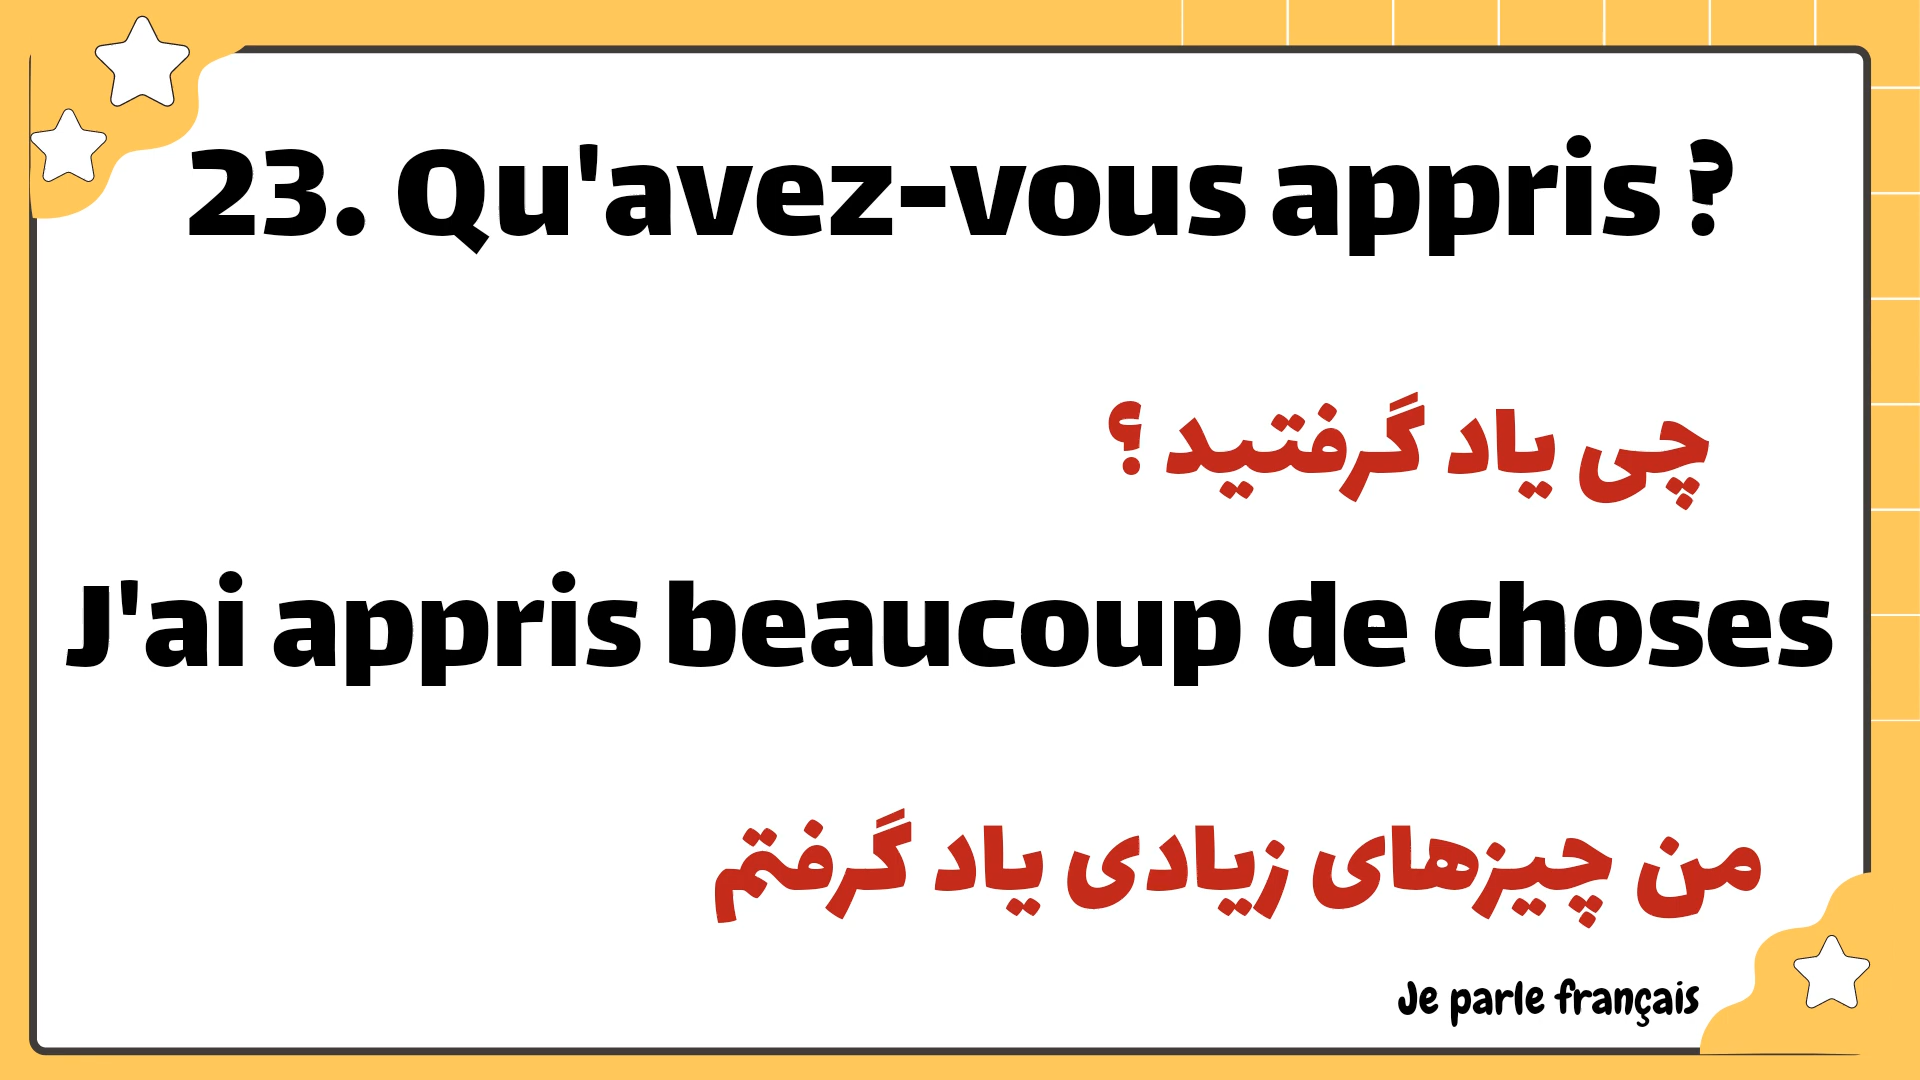 23. Qu'avez-vous appris ?
چی یاد گرفتید ؟
J'ai appris beaucoup de choses
من چیزهای زیادی یاد گرفتم
Je parle français